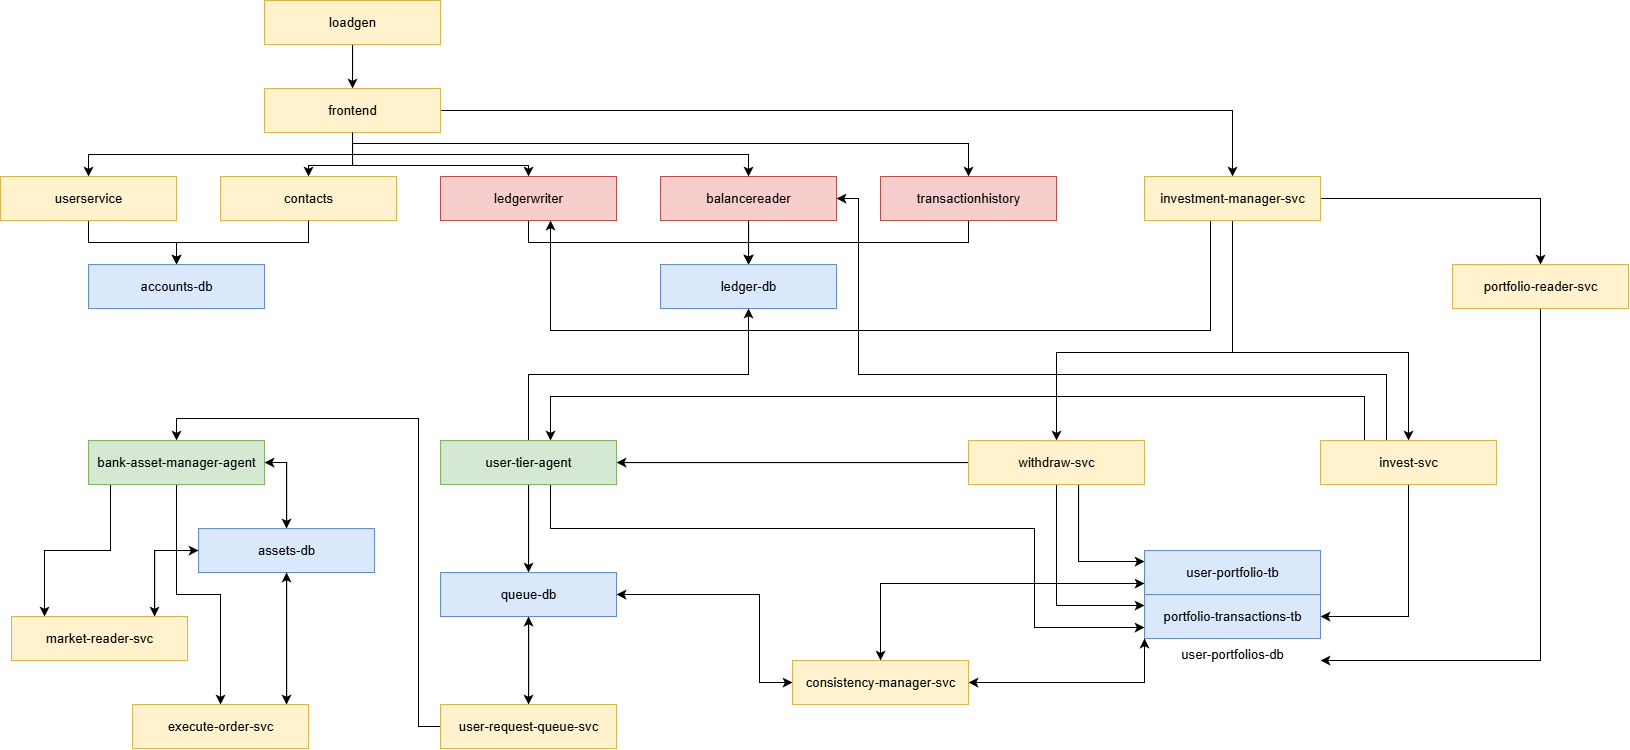 loadgen
frontend
userservice
contacts
ledgerwriter
balancereader
transactionhistory
investment-manager-svc
accounts-db
ledger-db
portfolio-reader-svc
bank-asset-manager-agent
user-tier-agent
withdraw-svc
invest-svc
assets-db
queue-db
user-portfolio-tb
portfolio-transactions-tb
market-reader-svc
user-portfolios-db
consistency-manager-svc
execute-order-svc
user-request-queue-svc